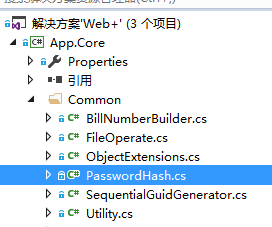 解决方案'Web+' (3 个项目)
App.Core
Properties
引用
Common
BillNumberBuilder.cs
FileOperate.cs
ObjectExtensions.cs
PasswordHash.cs
SequentialGuidGenerator.cs
Utility.cs